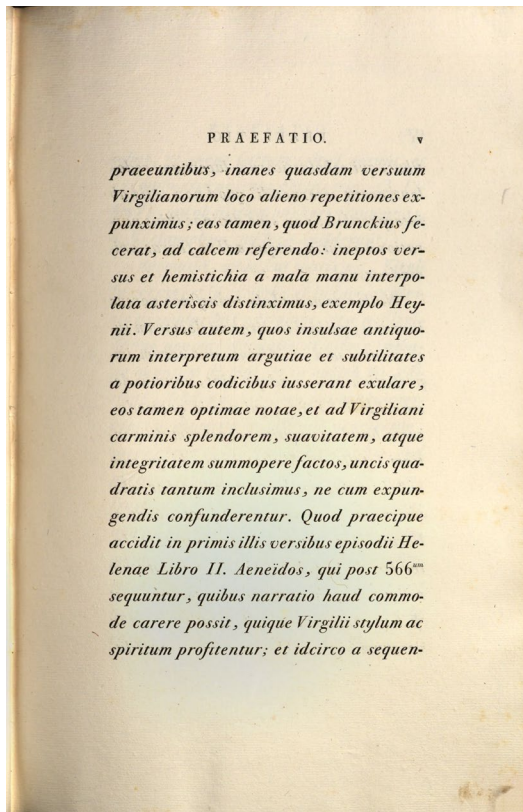 PRAEFATIO. v
praeeuntibus, inanes quasdam versuum
Virgilianorum loco alieno repetitiones ex-
punximus; eas tamen, quod Brunckius fe-
cerat, ad calcem referendo: ineptos ver-
sus et hemistichia a mala manu interpo-
lata asteriscis distinximus, exemplo Hey-
nii. Versus autem, quos insulsae antiquo-
rum interpretum argutiae et subtilitates
a potioribus codicibus iusserant exulare,
eos tamen optimae notae, et ad Virgiliani
carminis splendorem, suavitatem, atque
integritatem summopere factos, uncis qua-
dratis tantum inclusimus, ne cum expun-
gendis confunderentur. Quod praecipue
accidit in primis illis versibus episodii He-
lenae Libro II. Aeneïdos, qui post 566um
sequuntur, quibus narratio haud commo-
de carere possit, quique Virgilii stylum ac
spiritum profitentur; et idcirco a sequen-